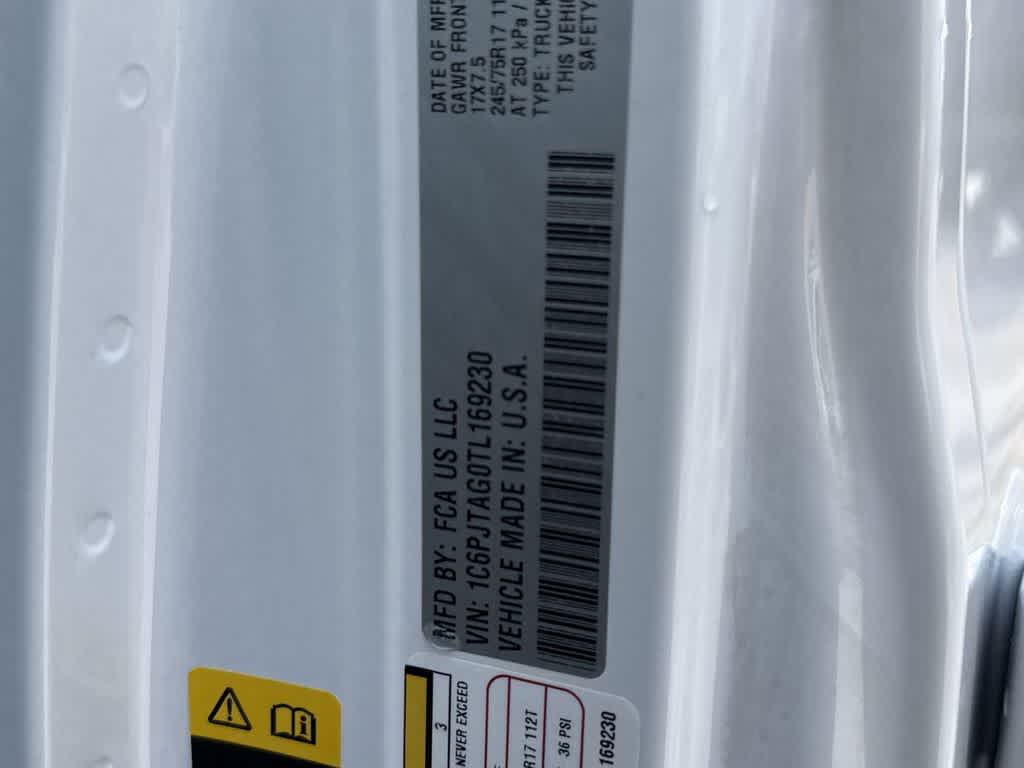 MFD BY: FCA US LLC
VIN: 1C6PJTAG0TL169230
VEHICLE MADE IN: U.S.A.
DATE OF MFR
GAWR FRONT
17X7.5
245/75R17 11
AT 250 kPa /
TYPE: TRUCK
THIS VEHI
SAFETY
3
NEVER EXCEED
R17 112T
36 PSI
169230